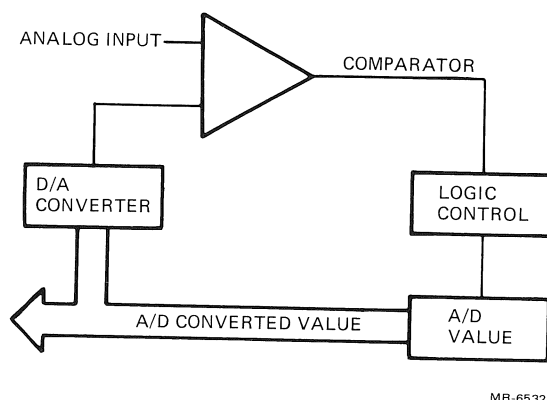 ANALOG INPUT
COMPARATOR
D/A
CONVERTER
LOGIC
CONTROL
A/D CONVERTED VALUE
A/D
VALUE
MR-6532